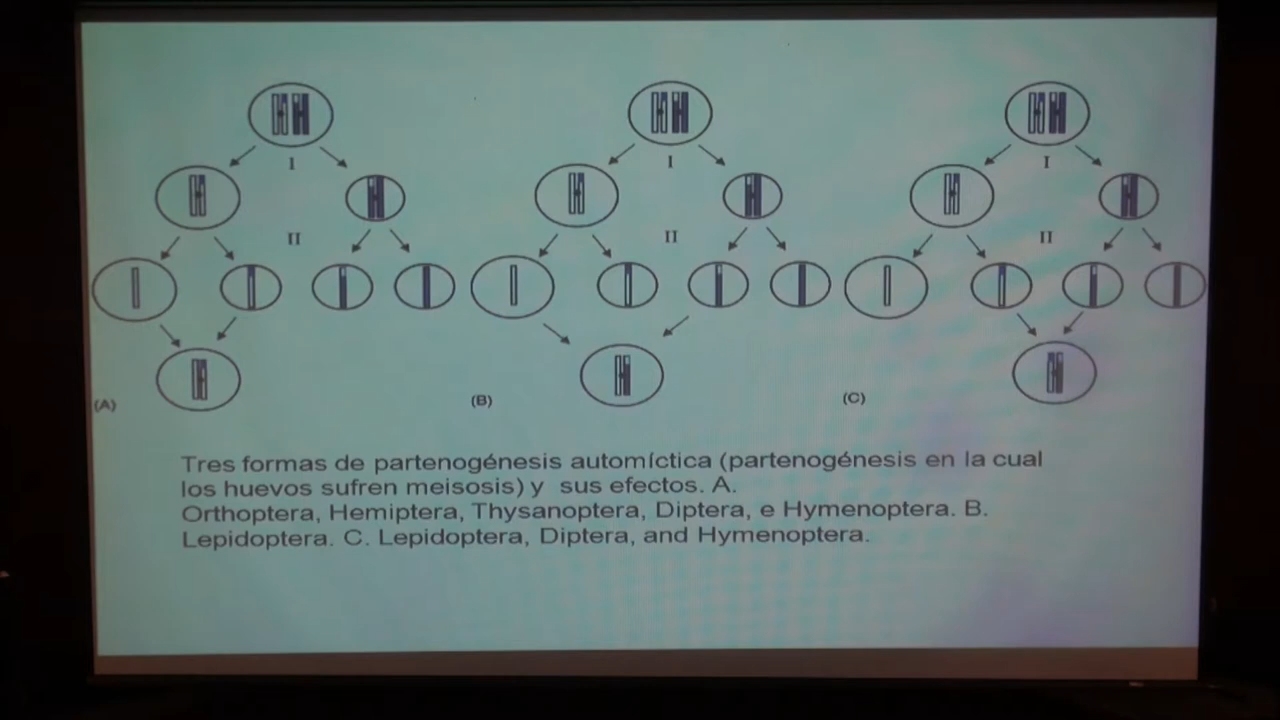 I
I
I
II
II
II
(A)
(B)
(C)
Tres formas de partenogénesis automíctica (partenogénesis en la cual
los huevos sufren meisosis) y sus efectos. A.
Orthoptera, Hemiptera, Thysanoptera, Diptera, e Hymenoptera. B.
Lepidoptera. C. Lepidoptera, Diptera, and Hymenoptera.